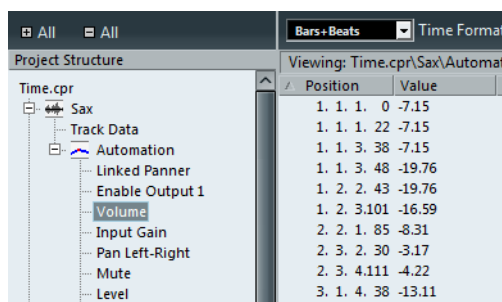 All All
Project Structure
Time.cpr
Sax
Track Data
Automation
Linked Panner
Enable Output 1
Volume
Input Gain
Pan Left-Right
Mute
Level
Bars+Beats Time Forma
Viewing: Time.cpr\Sax\Automat
Position Value
1. 1. 1. 0 -7.15
1. 1. 1. 22 -7.15
1. 1. 3. 38 -7.15
1. 1. 3. 48 -19.76
1. 2. 2. 43 -19.76
1. 2. 3.101 -16.59
2. 2. 1. 85 -8.31
2. 3. 2. 30 -3.17
2. 3. 4.111 -4.22
3. 1. 4. 38 -13.11